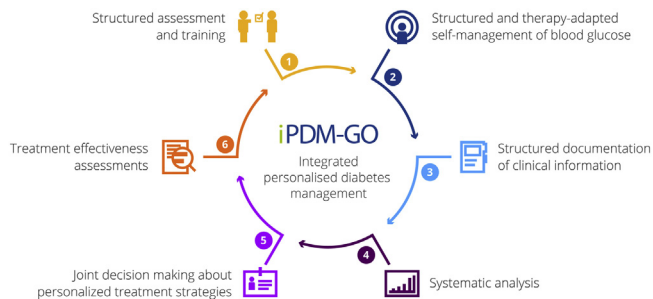 Structured assessment
and training
1
Structured and therapy-adapted
self-management of blood glucose
2
Structured documentation
of clinical information
3
Systematic analysis
4
Joint decision making about
personalized treatment strategies
5
Treatment effectiveness
assessments
6
iPDM-GO
Integrated
personalised diabetes
management